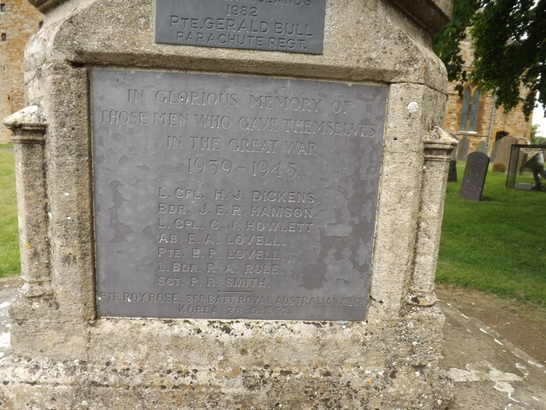 1982
PTE. GERALD BULL
PARACHUTE REGT.
IN GLORIOUS MEMORY OF
THOSE MEN WHO GAVE THEMSELVES
IN THE GREAT WAR
1939-1945.
L. CPL. H. J. DICKENS.
BDR. J. E. R. HAMSON.
L. CPL. C. J. HOWLETT.
AB. E. A. LOVELL.
PTE. LOVELL.
L. BDR. R. A. RULE.
SGT. P. R. SMITH.
PTE ROY ROSE. 3RD BATT. ROYAL AUSTRALIAN REGT
KOREA